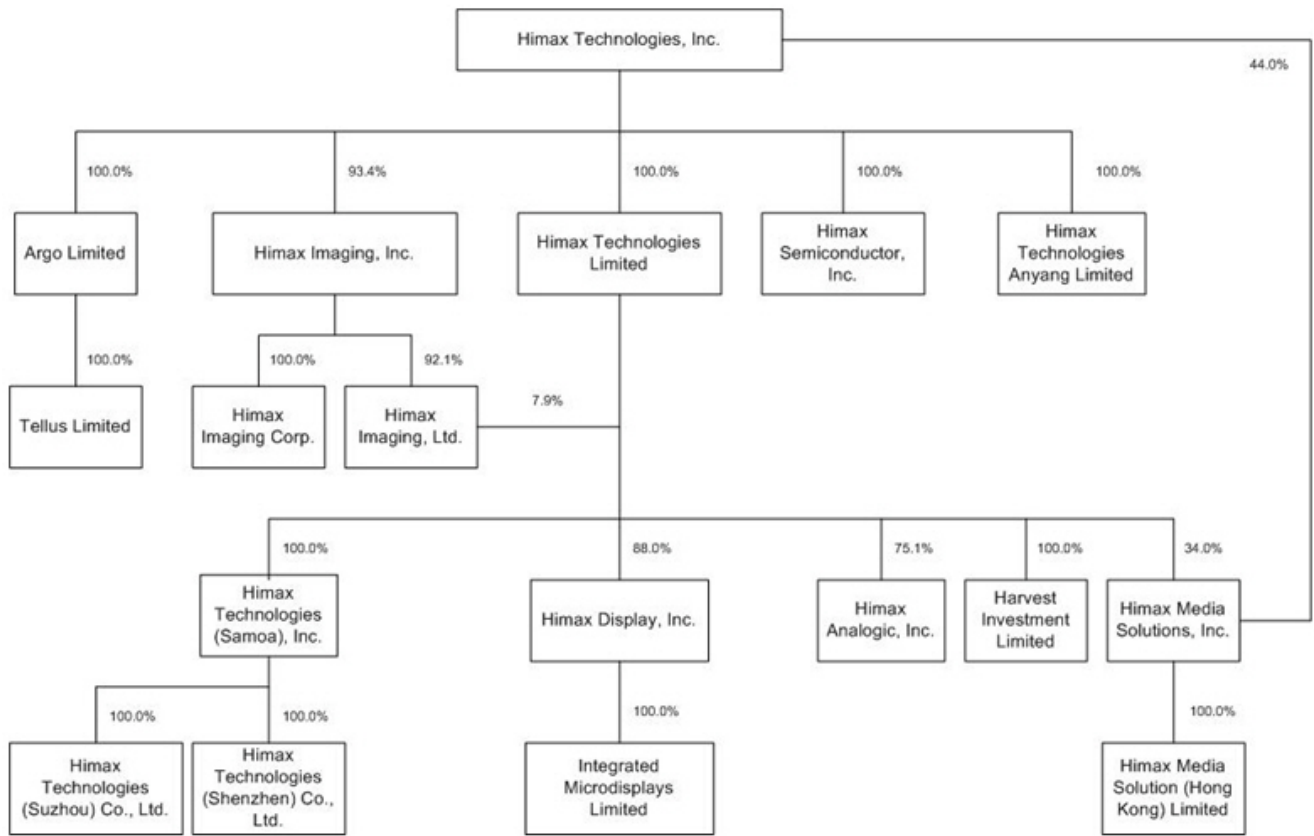 Himax Technologies, Inc.
44.0%
100.0%
93.4%
100.0%
100.0%
100.0%
Argo Limited
Himax Imaging, Inc.
Himax Technologies
Limited
Himax
Semiconductor,
Inc.
Himax
Technologies
Anyang Limited
100.0%
100.0%
92.1%
Tellus Limited
Himax
Imaging Corp.
Himax
Imaging, Ltd.
7.9%
100.0%
88.0%
75.1%
100.0%
34.0%
Himax
Technologies
(Samoa), Inc.
Himax Display, Inc.
Himax
Analogic, Inc.
Harvest
Investment
Limited
Himax Media
Solutions, Inc.
100.0%
100.0%
100.0%
100.0%
Himax
Technologies
(Suzhou) Co., Ltd.
Himax
Technologies
(Shenzhen) Co.,
Ltd.
Integrated
Microdisplays
Limited
Himax Media
Solution (Hong
Kong) Limited